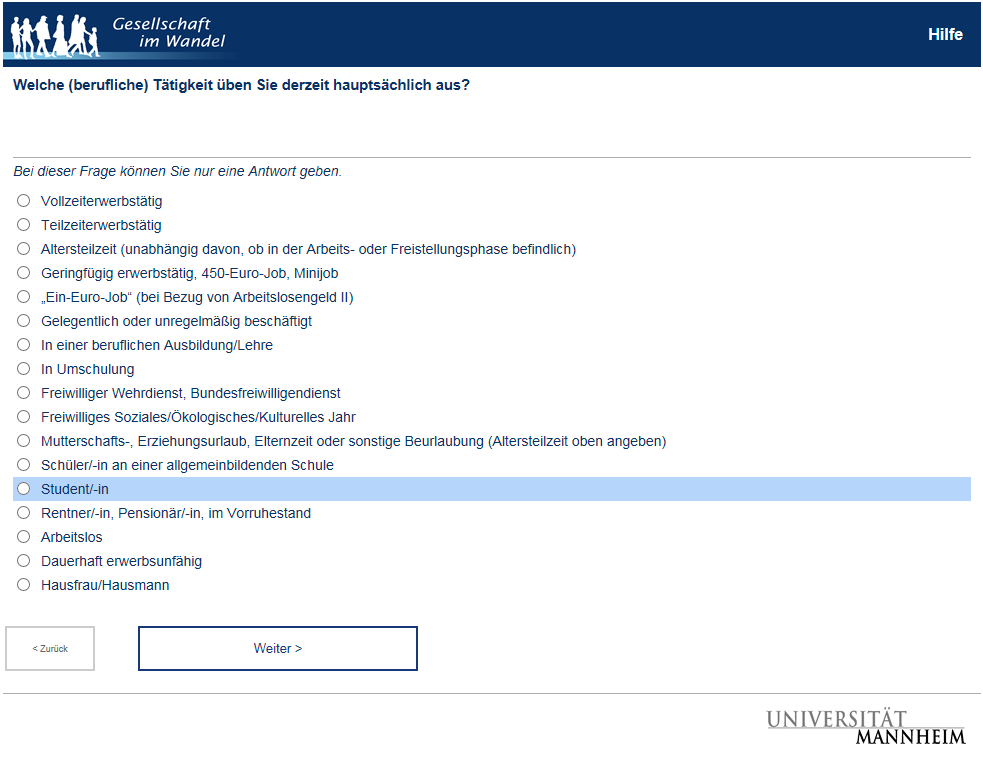 Gesellschaft
im Wandel
Hilfe
Welche (berufliche) Tätigkeit üben Sie derzeit hauptsächlich aus?
Bei dieser Frage können Sie nur eine Antwort geben.
Vollzeiterwerbstätig
Teilzeiterwerbstätig
Altersteilzeit (unabhängig davon, ob in der Arbeits- oder Freistellungsphase befindlich)
Geringfügig erwerbstätig, 450-Euro-Job, Minijob
„Ein-Euro-Job“ (bei Bezug von Arbeitslosengeld II)
Gelegentlich oder unregelmäßig beschäftigt
In einer beruflichen Ausbildung/Lehre
In Umschulung
Freiwilliger Wehrdienst, Bundesfreiwilligendienst
Freiwilliges Soziales/Ökologisches/Kulturelles Jahr
Mutterschafts-, Erziehungsurlaub, Elternzeit oder sonstige Beurlaubung (Altersteilzeit oben angeben)
Schüler/-in an einer allgemeinbildenden Schule
Student/-in
Rentner/-in, Pensionär/-in, im Vorruhestand
Arbeitslos
Dauerhaft erwerbsunfähig
Hausfrau/Hausmann
< Zurück
Weiter >
UNIVERSITÄT
MANNHEIM